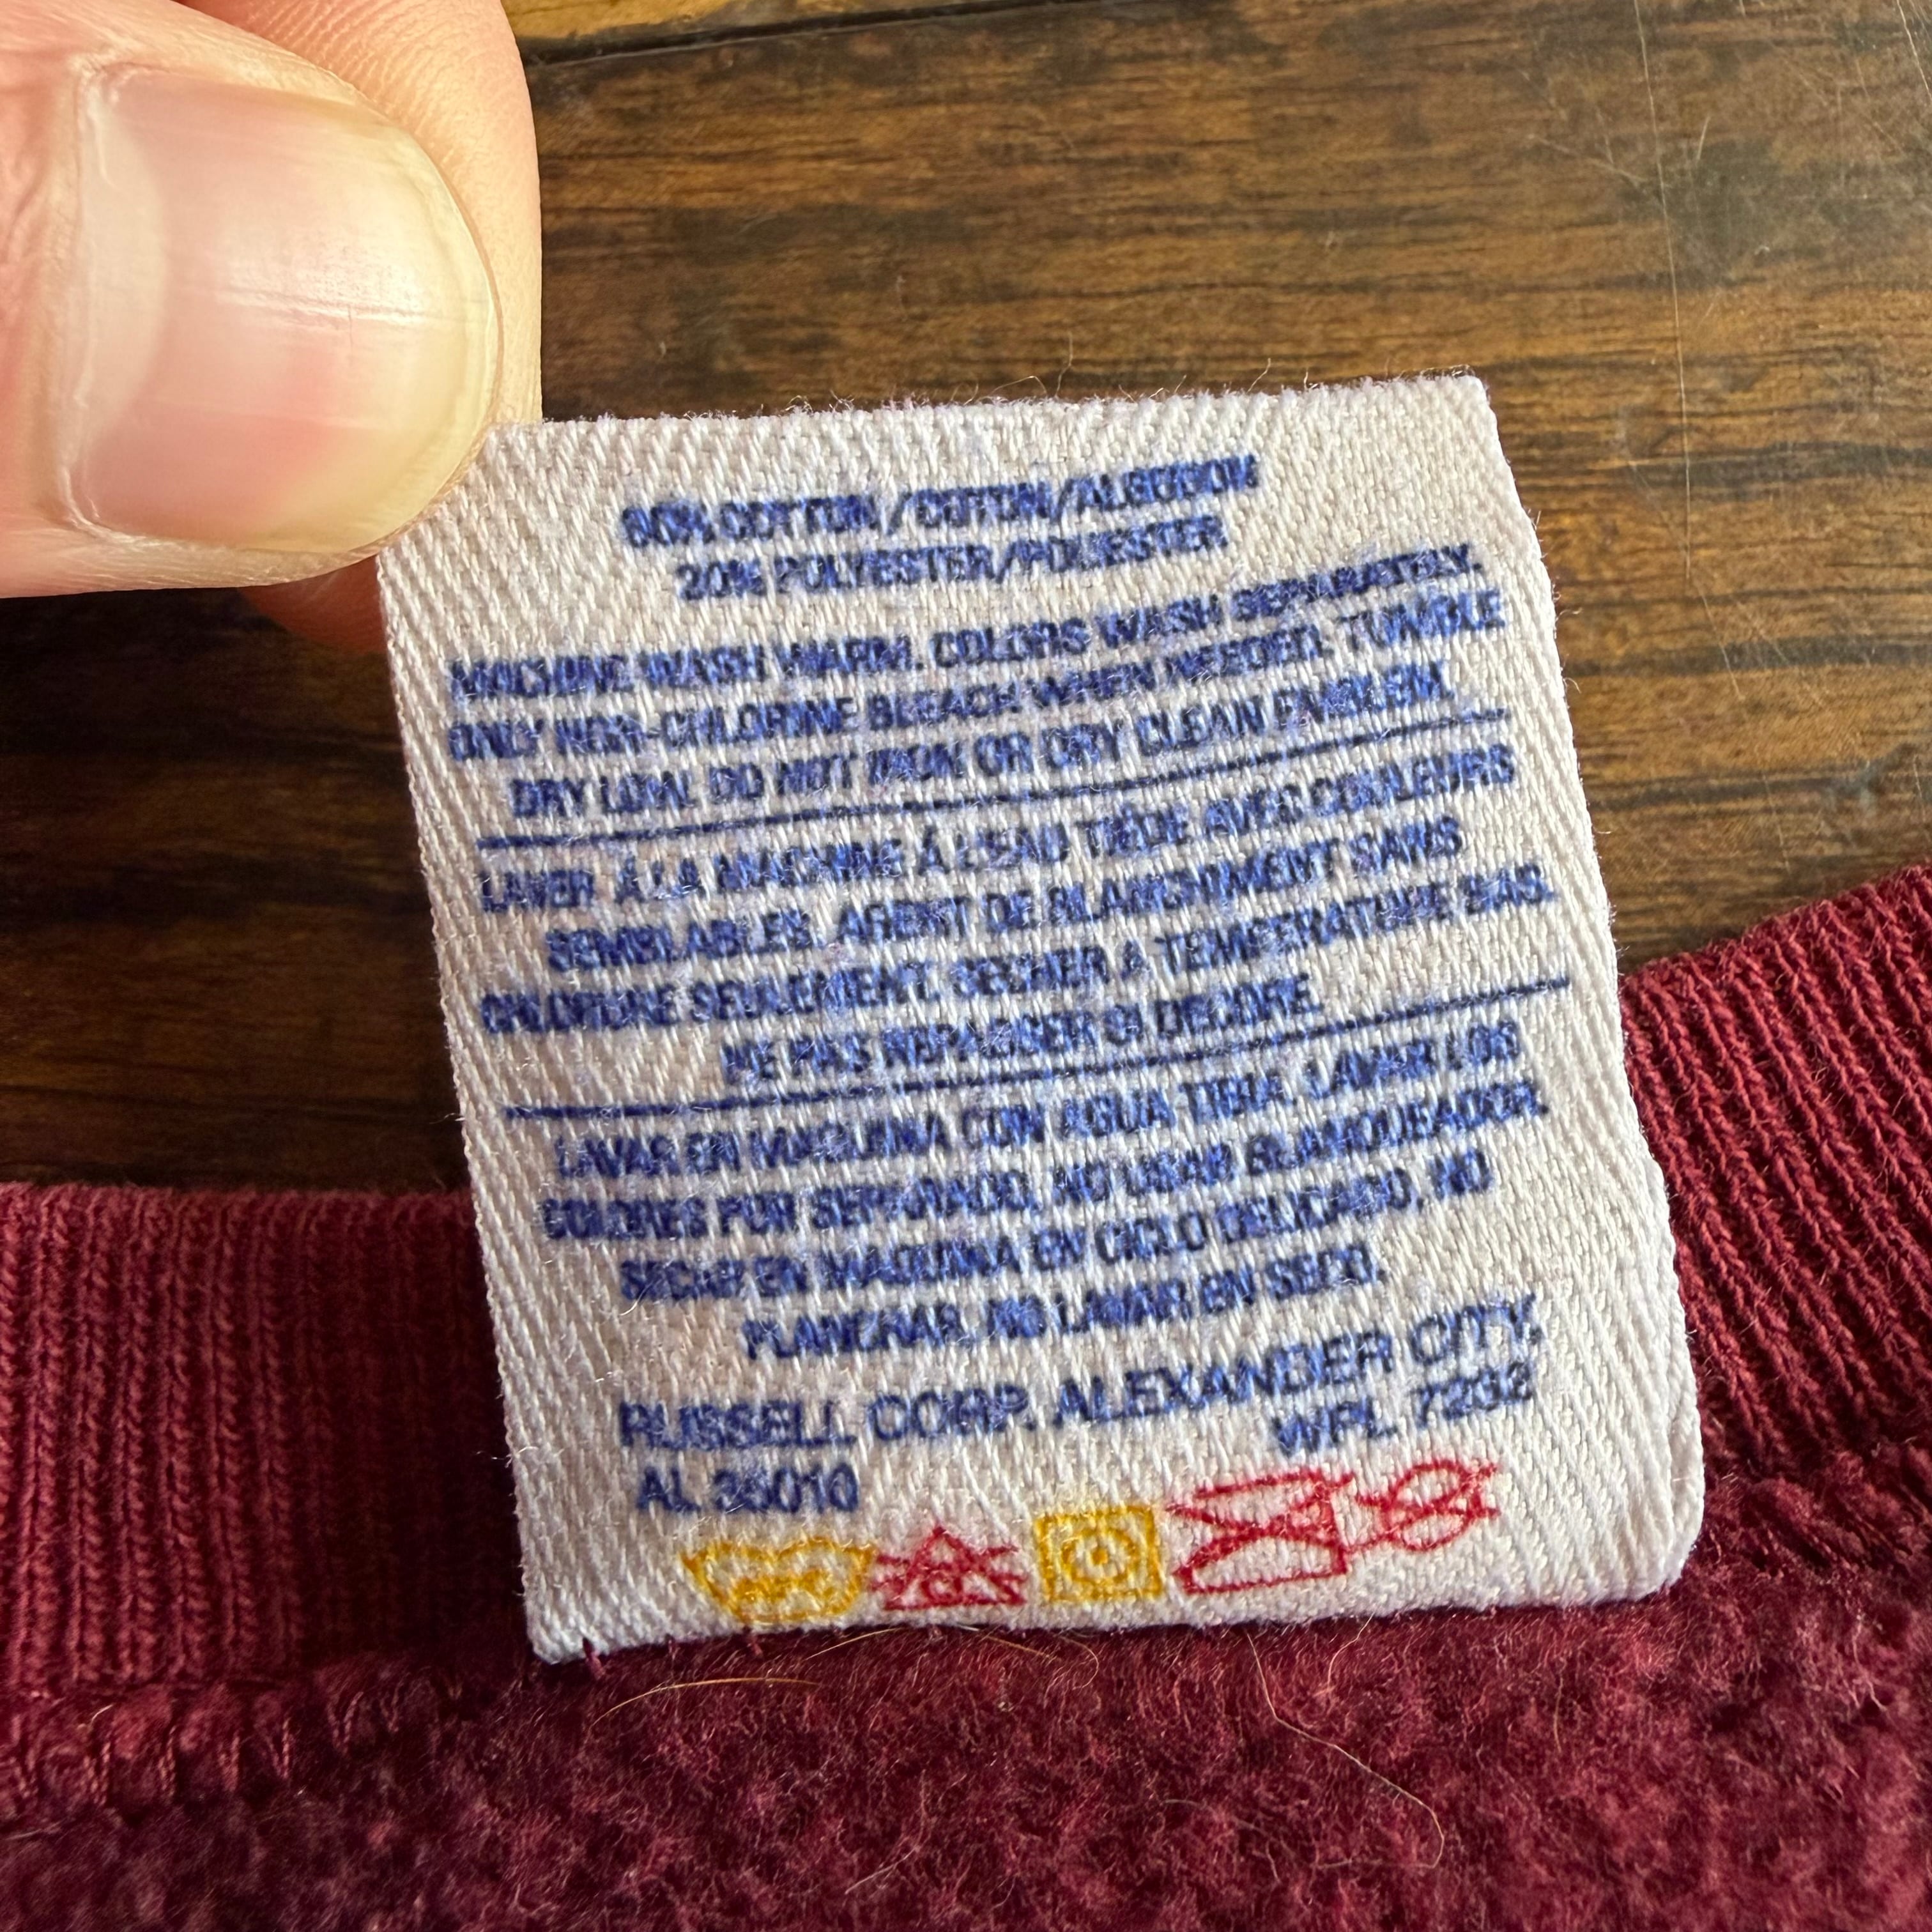 80% COTTON/COTON/ALGODON
20% POLYESTER/POLIESTER
MACHINE WASH WARM. COLORS WASH SEPARATELY.
ONLY NON-CHLORINE BLEACH WHEN NEEDED. TUMBLE
DRY LOW. DO NOT IRON OR DRY CLEAN EMBLEM.
LAVER À LA MACHINE À L'EAU TIÈDE AVEC COULEURS
SEMBLABLES. AGENT DE BLANCHIMENT SANS
CHLORURE SEULEMENT. SECHER A TEMPERATURE BAS.
NE PAS REPASSER SI DECORE.
LAVAR EN MAQUINA CON AGUA TIBIA. LAVAR LOS
COLORES POR SEPARADO. NO USAR BLANQUEADOR.
SECAR EN MAQUINA EN CICLO DELICADO. NO
PLANCHAR. NO LAVAR EN SECO.
RUSSELL CORP. ALEXANDER CITY,
AL 35010 WPL 7202